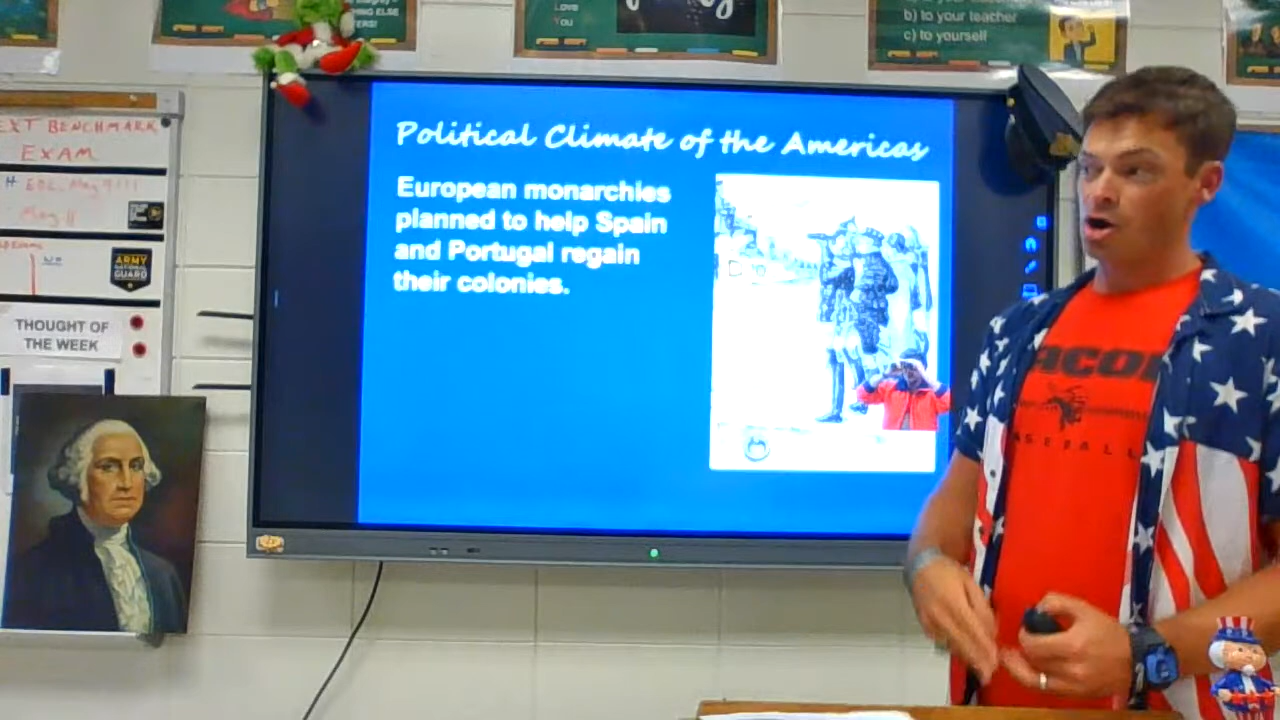 Love
You
b) to your teacher
c) to yourself
EXT BENCHMARK
EXAM
THOUGHT OF
THE WEEK
ARMY
NATIONAL
GUARD
Political Climate of the Americas
European monarchies
planned to help Spain
and Portugal regain
their colonies.
ACON